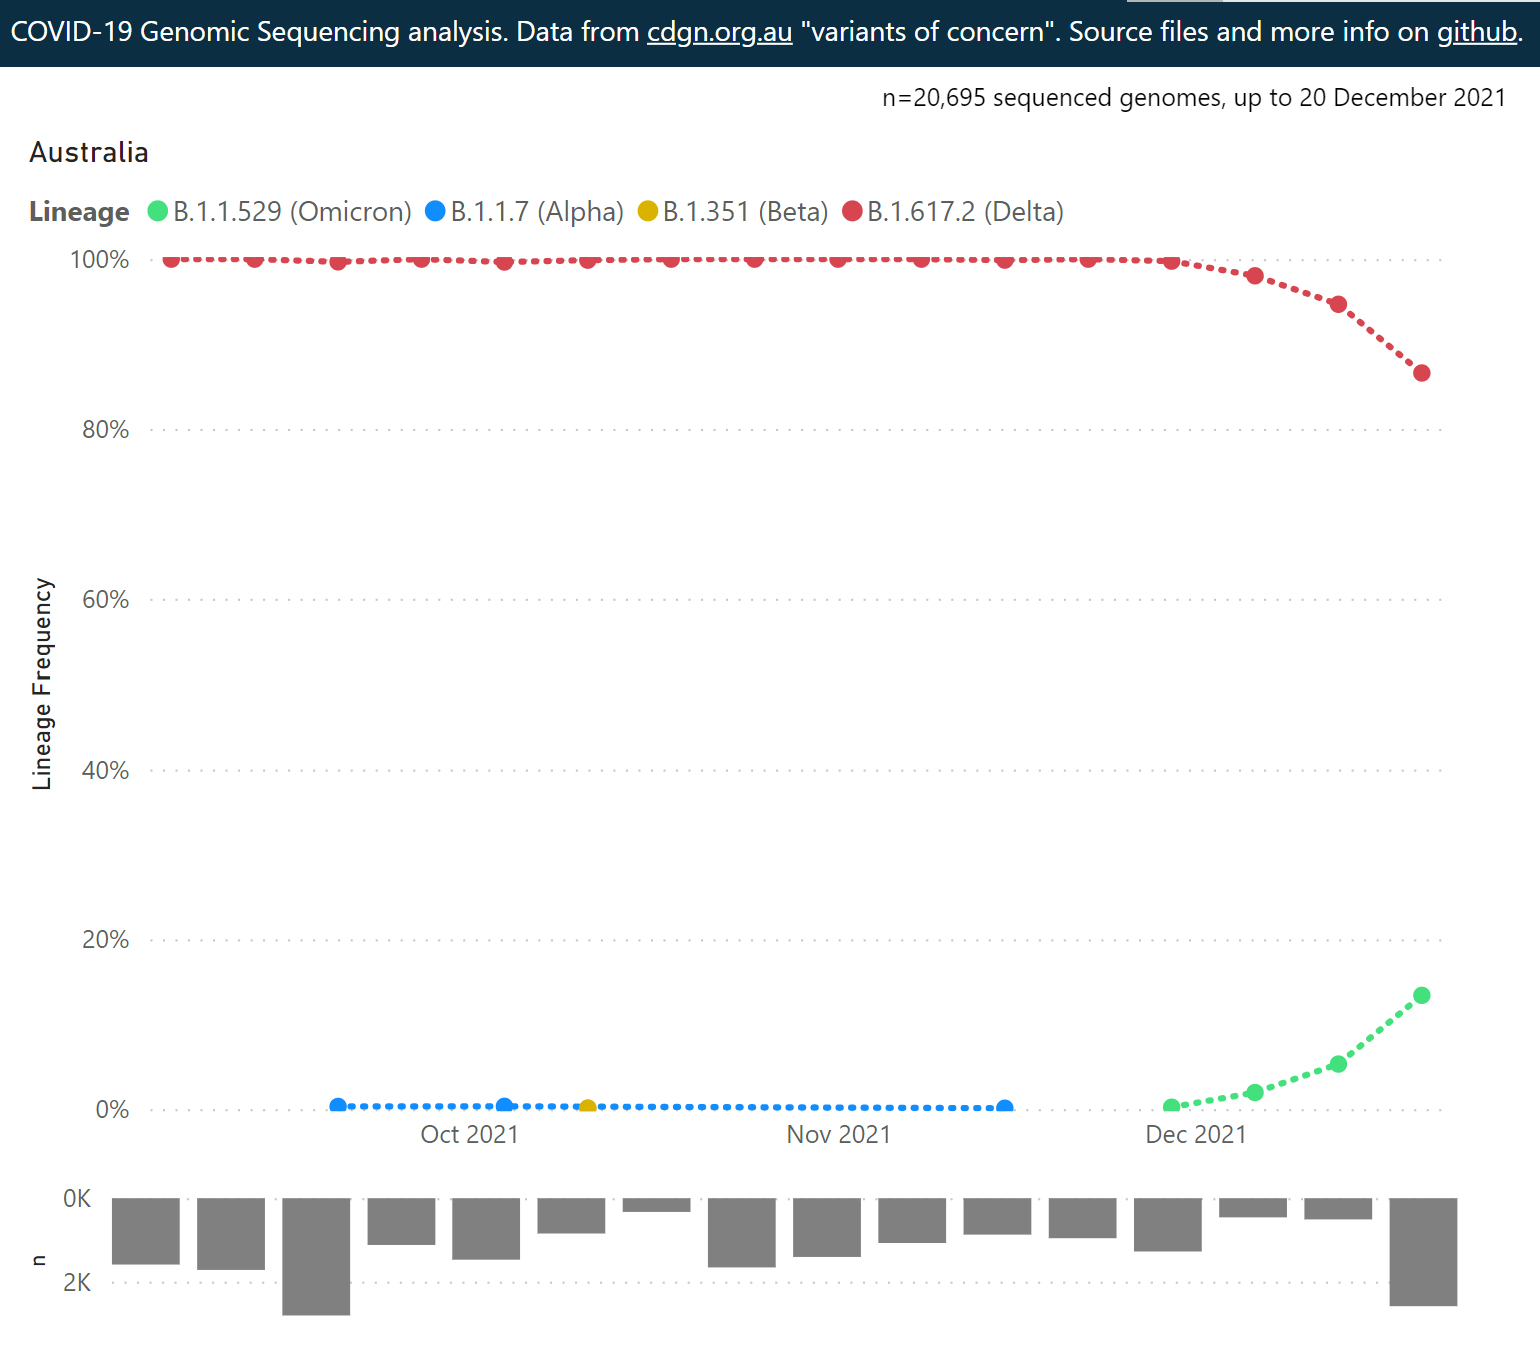 COVID-19 Genomic Sequencing analysis. Data from cdgn.org.au "variants of concern". Source files and more info on github.
n=20,695 sequenced genomes, up to 20 December 2021
Australia
Lineage B.1.1.529 (Omicron) B.1.1.7 (Alpha) B.1.351 (Beta) B.1.617.2 (Delta)
100%
80%
60%
Lineage Frequency
40%
20%
0%
Oct 2021 Nov 2021 Dec 2021
0K
n
2K